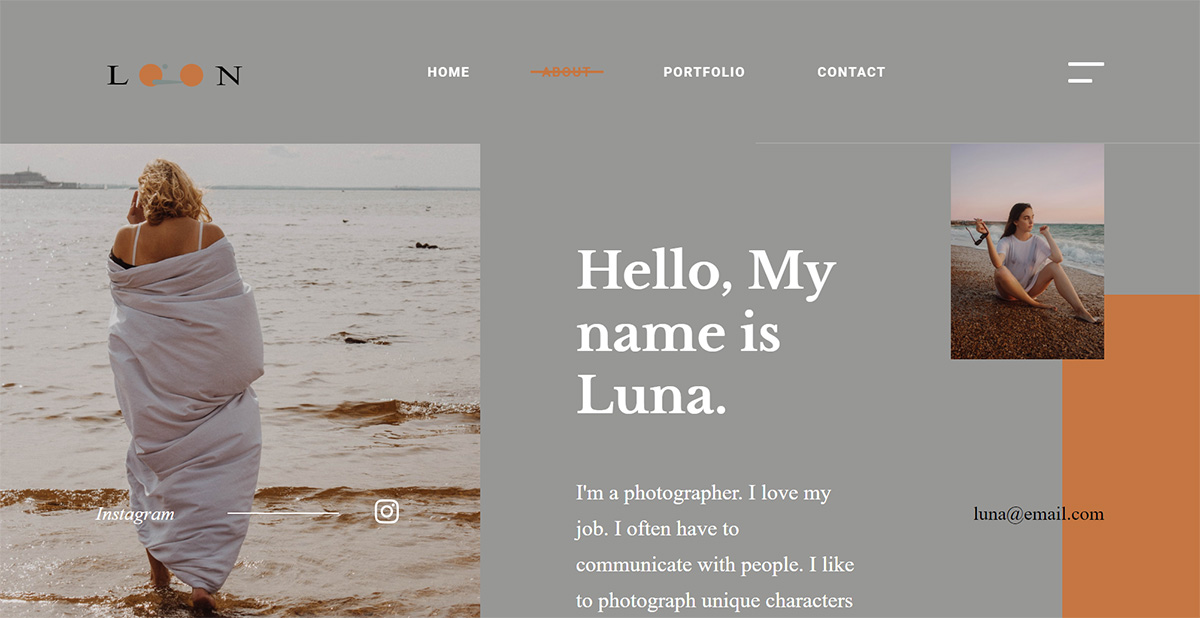 L N
HOME ABOUT PORTFOLIO CONTACT
Hello, My
name is
Luna.
I'm a photographer. I love my
job. I often have to
communicate with people. I like
to photograph unique characters
Instagram
luna@email.com